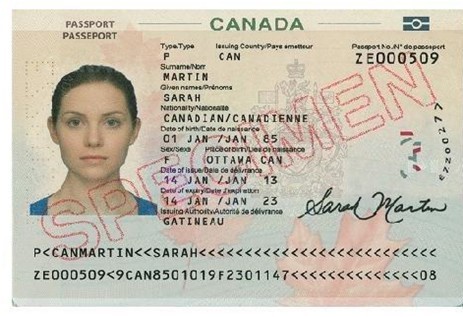 PASSPORT
PASSEPORT
CANADA
Type/Type Issuing Country/Pays émetteur Passport No./N° de passeport
P CAN ZE000509
Surname/Nom
MARTIN
Given names/Prénoms
SARAH
Nationality/Nationalité
CANADIAN/CANADIENNE
Date of birth/Date de naissance
01 JAN /JAN 85
Sex/Sexe Place of birth/Lieu de naissance
F OTTAWA CAN
Date of issue/Date de délivrance
14 JAN /JAN 13
Date of expiry/Date d'expiration
14 JAN /JAN 23
Issuing Authority/Autorité de délivrance
GATINEAU
Sarah Martin
SPECIMEN
P<CANMARTIN<<SARAH<<<<<<<<<<<<<<<<<<<<<<<<<<
ZE000509<9CAN8501019F2301147<<<<<<<<<<<<<<08